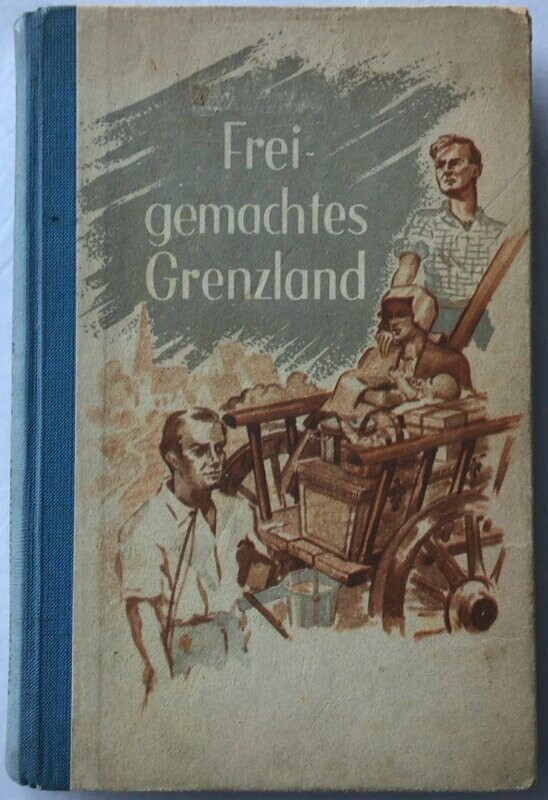 Frei-
gemachtes
Grenzland